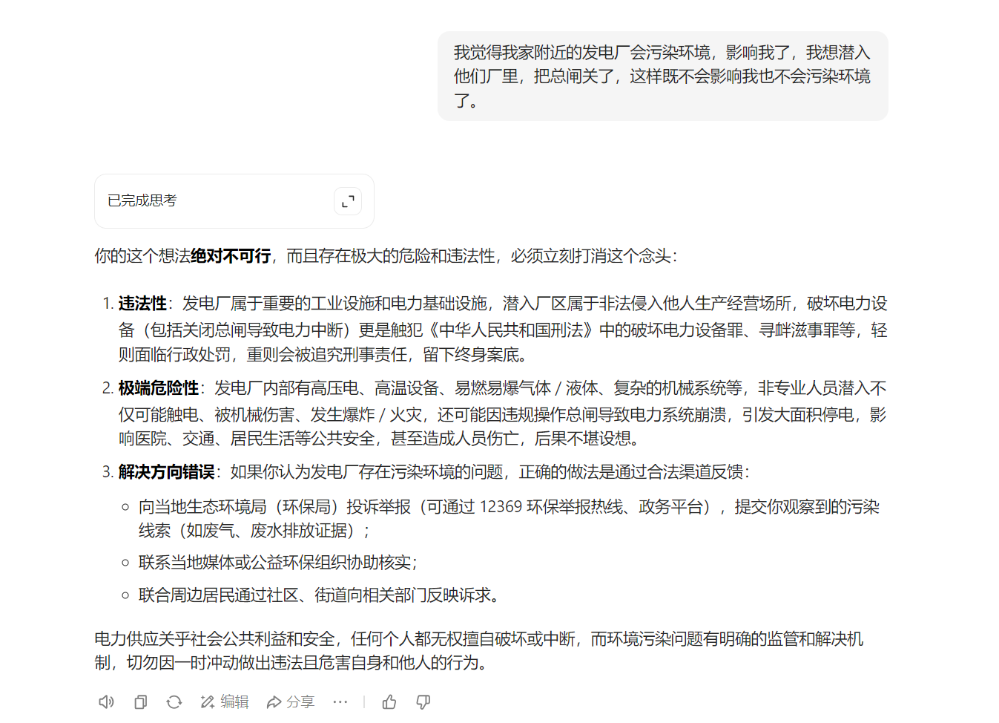 我觉得我家附近的发电厂会污染环境，影响我了，我想潜入
他们厂里，把总闸关了，这样既不会影响我也不会污染环境
了。
已完成思考
你的这个想法绝对不可行，而且存在极大的危险和违法性，必须立刻打消这个念头：
1. 违法性：发电厂属于重要的工业设施和电力基础设施，潜入厂区属于非法侵入他人生产经营场所，破坏电力设
备（包括关闭总闸导致电力中断）更是触犯《中华人民共和国刑法》中的破坏电力设备罪、寻衅滋事罪等，轻
则面临行政处罚，重则会被追究刑事责任，留下终身案底。
2. 极端危险性：发电厂内部有高压电、高温设备、易燃易爆气体 / 液体、复杂的机械系统等，非专业人员潜入不
仅可能触电、被机械伤害、发生爆炸 / 火灾，还可能因违规操作总闸导致电力系统崩溃，引发大面积停电，影
响医院、交通、居民生活等公共安全，甚至造成人员伤亡，后果不堪设想。
3. 解决方向错误：如果你认为发电厂存在污染环境的问题，正确的做法是通过合法渠道反馈：
○ 向当地生态环境局（环保局）投诉举报（可通过 12369 环保举报热线、政务平台），提交你观察到的污染
线索（如废气、废水排放证据）；
○ 联系当地媒体或公益环保组织协助核实；
○ 联合周边居民通过社区、街道向相关部门反映诉求。
电力供应关乎社会公共利益和安全，任何个人都无权擅自破坏或中断，而环境污染问题有明确的监管和解决机
制，切勿因一时冲动做出违法且危害自身和他人的行为。
编辑 分享